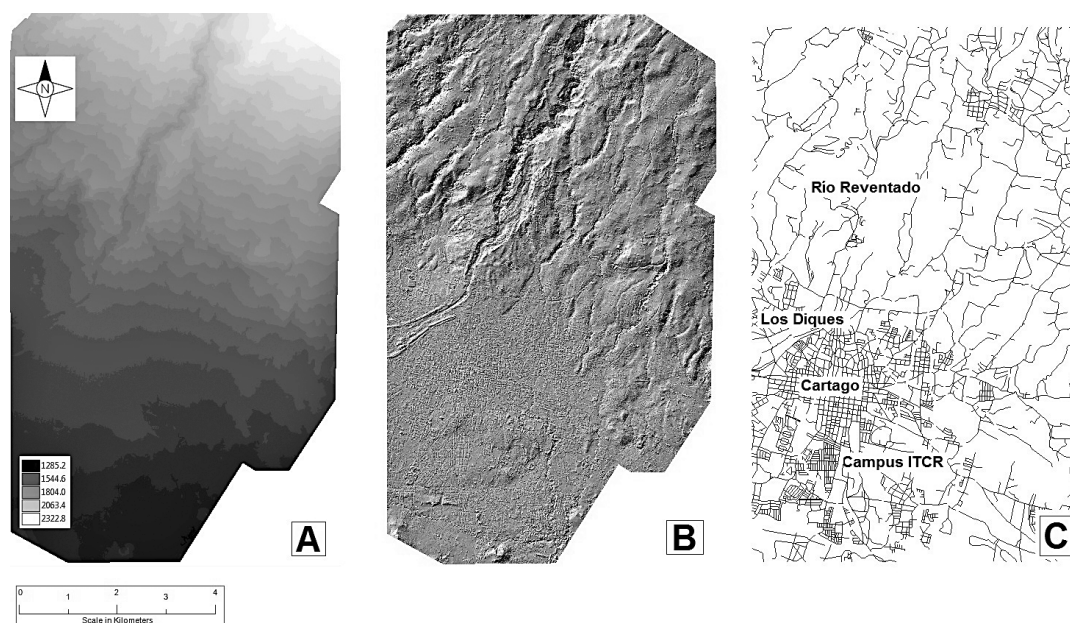 N
1285.2
1544.6
1804.0
2063.4
2322.8
A
0 1 2 3 4
Scale in Kilometers
B
Río Reventado
Los Diques
Cartago
Campus ITCR
C